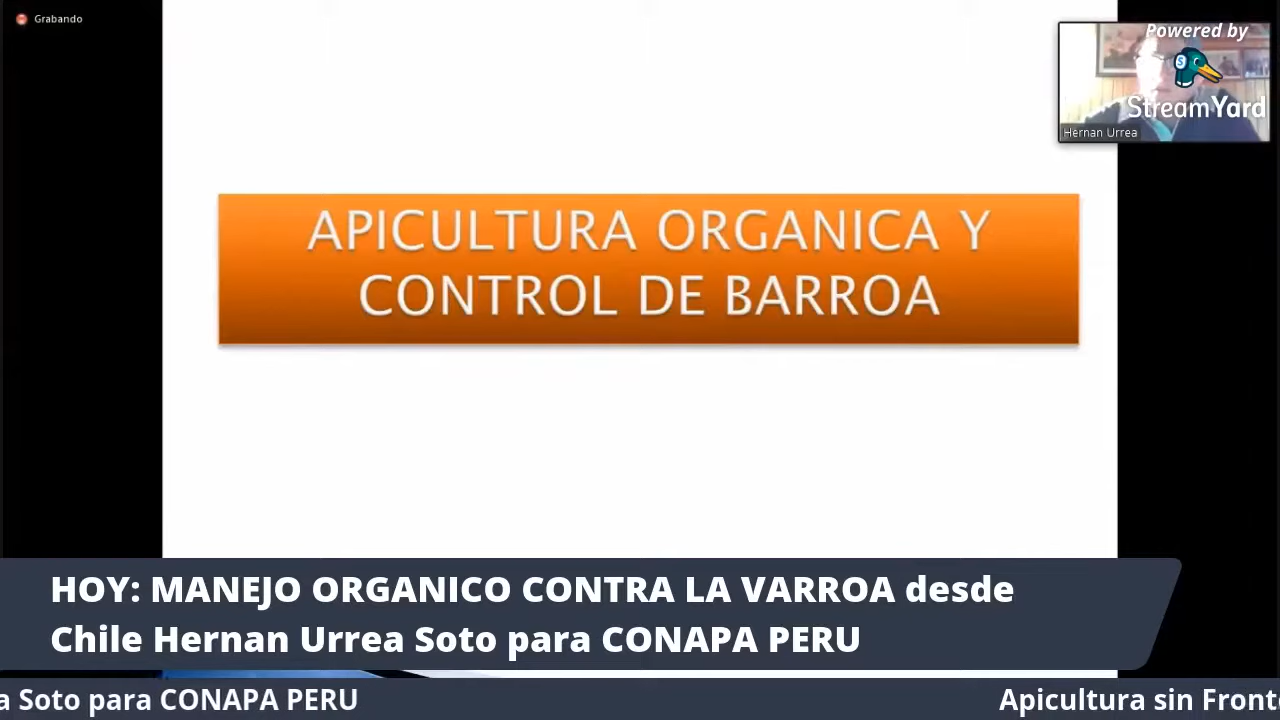 Grabando
Powered by
StreamYard
Hernan Urrea
APICULTURA ORGANICA Y
CONTROL DE BARROA
HOY: MANEJO ORGANICO CONTRA LA VARROA desde
Chile Hernan Urrea Soto para CONAPA PERU
a Soto para CONAPA PERU
Apicultura sin Front